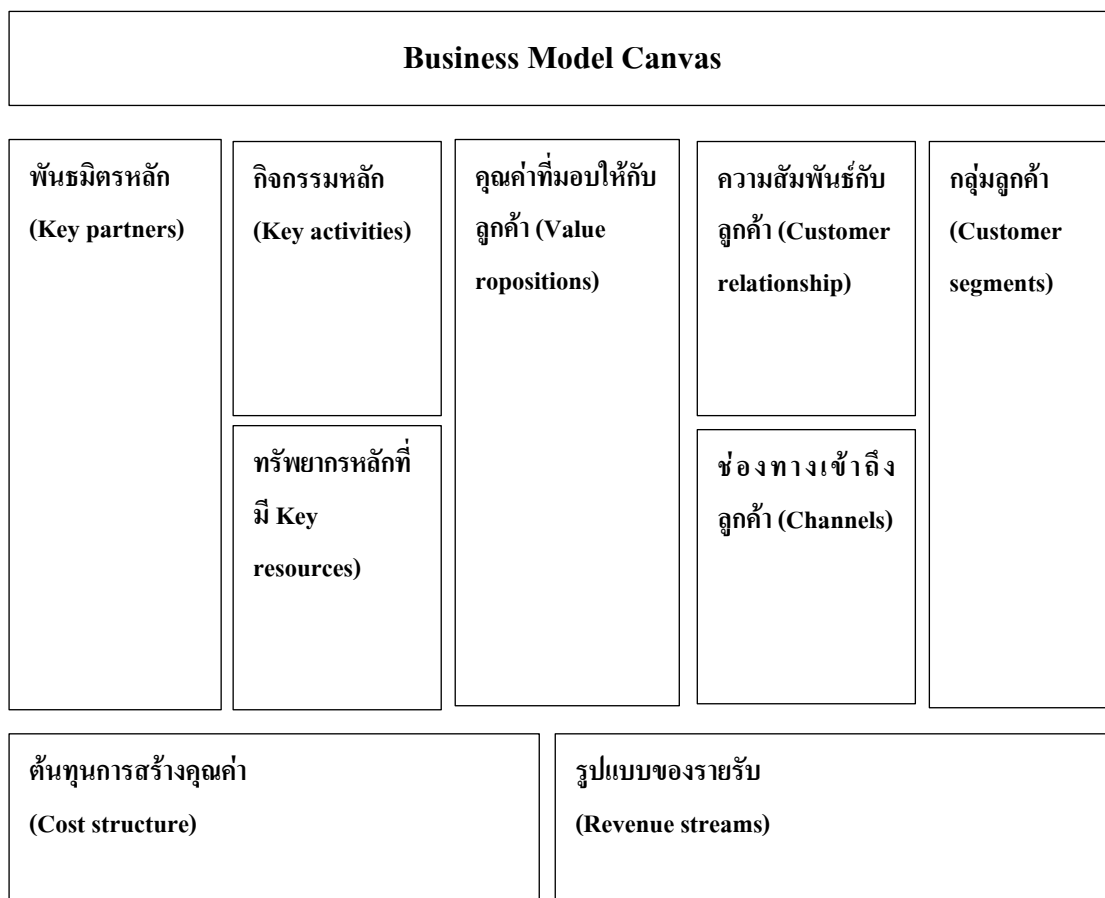 Business Model Canvas
พันธมิตรหลัก
(Key partners)
กิจกรรมหลัก
(Key activities)
ทรัพยากรหลักที่
มี Key
resources)
คุณค่าที่มอบให้กับ
ลูกค้า (Value
ropositions)
ความสัมพันธ์กับ
ลูกค้า (Customer
relationship)
ช่องทางเข้าถึง
ลูกค้า (Channels)
กลุ่มลูกค้า
(Customer
segments)
ต้นทุนการสร้างคุณค่า
(Cost structure)
รูปแบบของรายรับ
(Revenue streams)